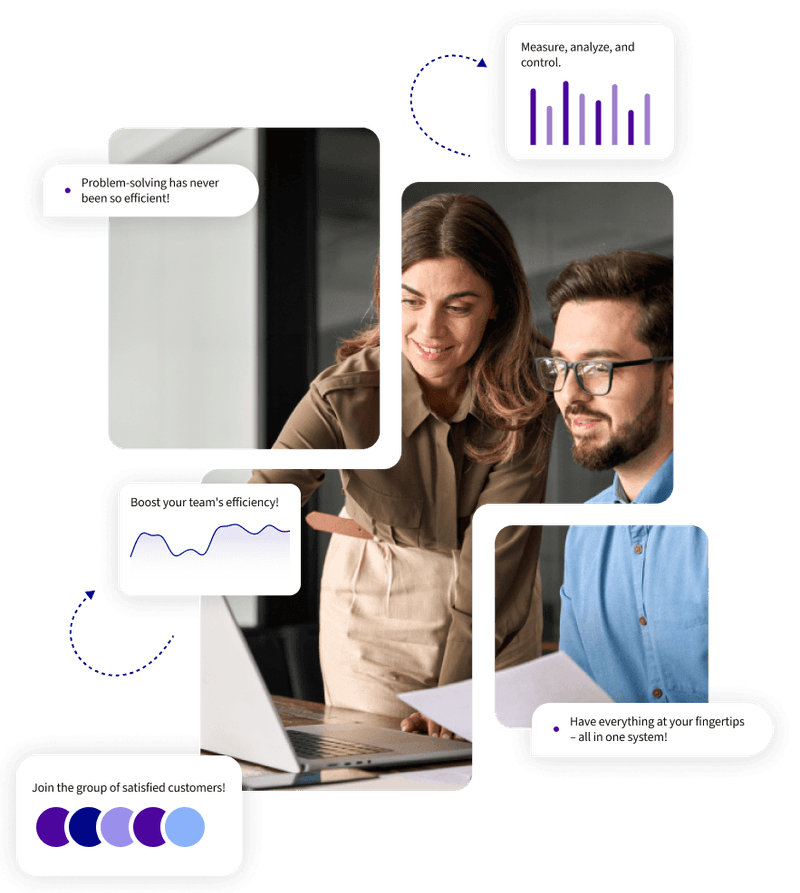 Measure, analyze, and
control.
Problem-solving has never
been so efficient!
Boost your team's efficiency!
Have everything at your fingertips
– all in one system!
Join the group of satisfied customers!